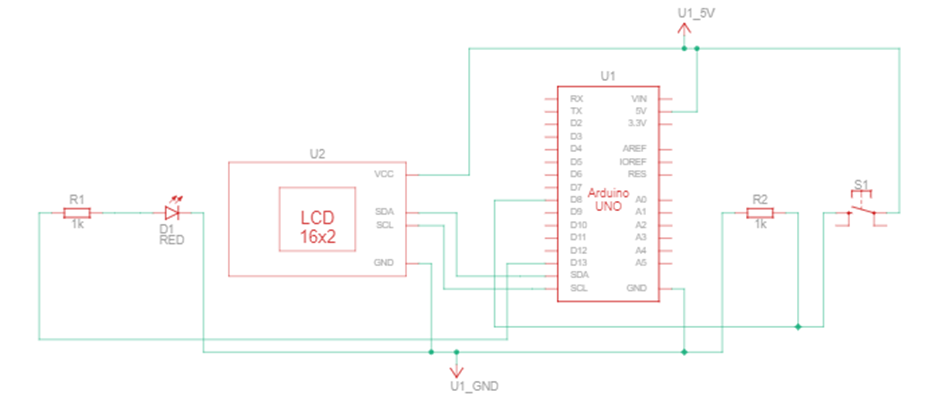 U1_5V
U1
RX
VIN
TX
5V
D2
3.3V
D3
D4
AREF
D5
IOREF
D6
RES
D7
D8
A0
D9
A1
D10
A2
D11
A3
D12
A4
D13
A5
SDA
SCL
GND
Arduino
UNO
U2
VCC
SDA
SCL
GND
LCD
16x2
R1
1k
D1
RED
R2
1k
S1
U1_GND